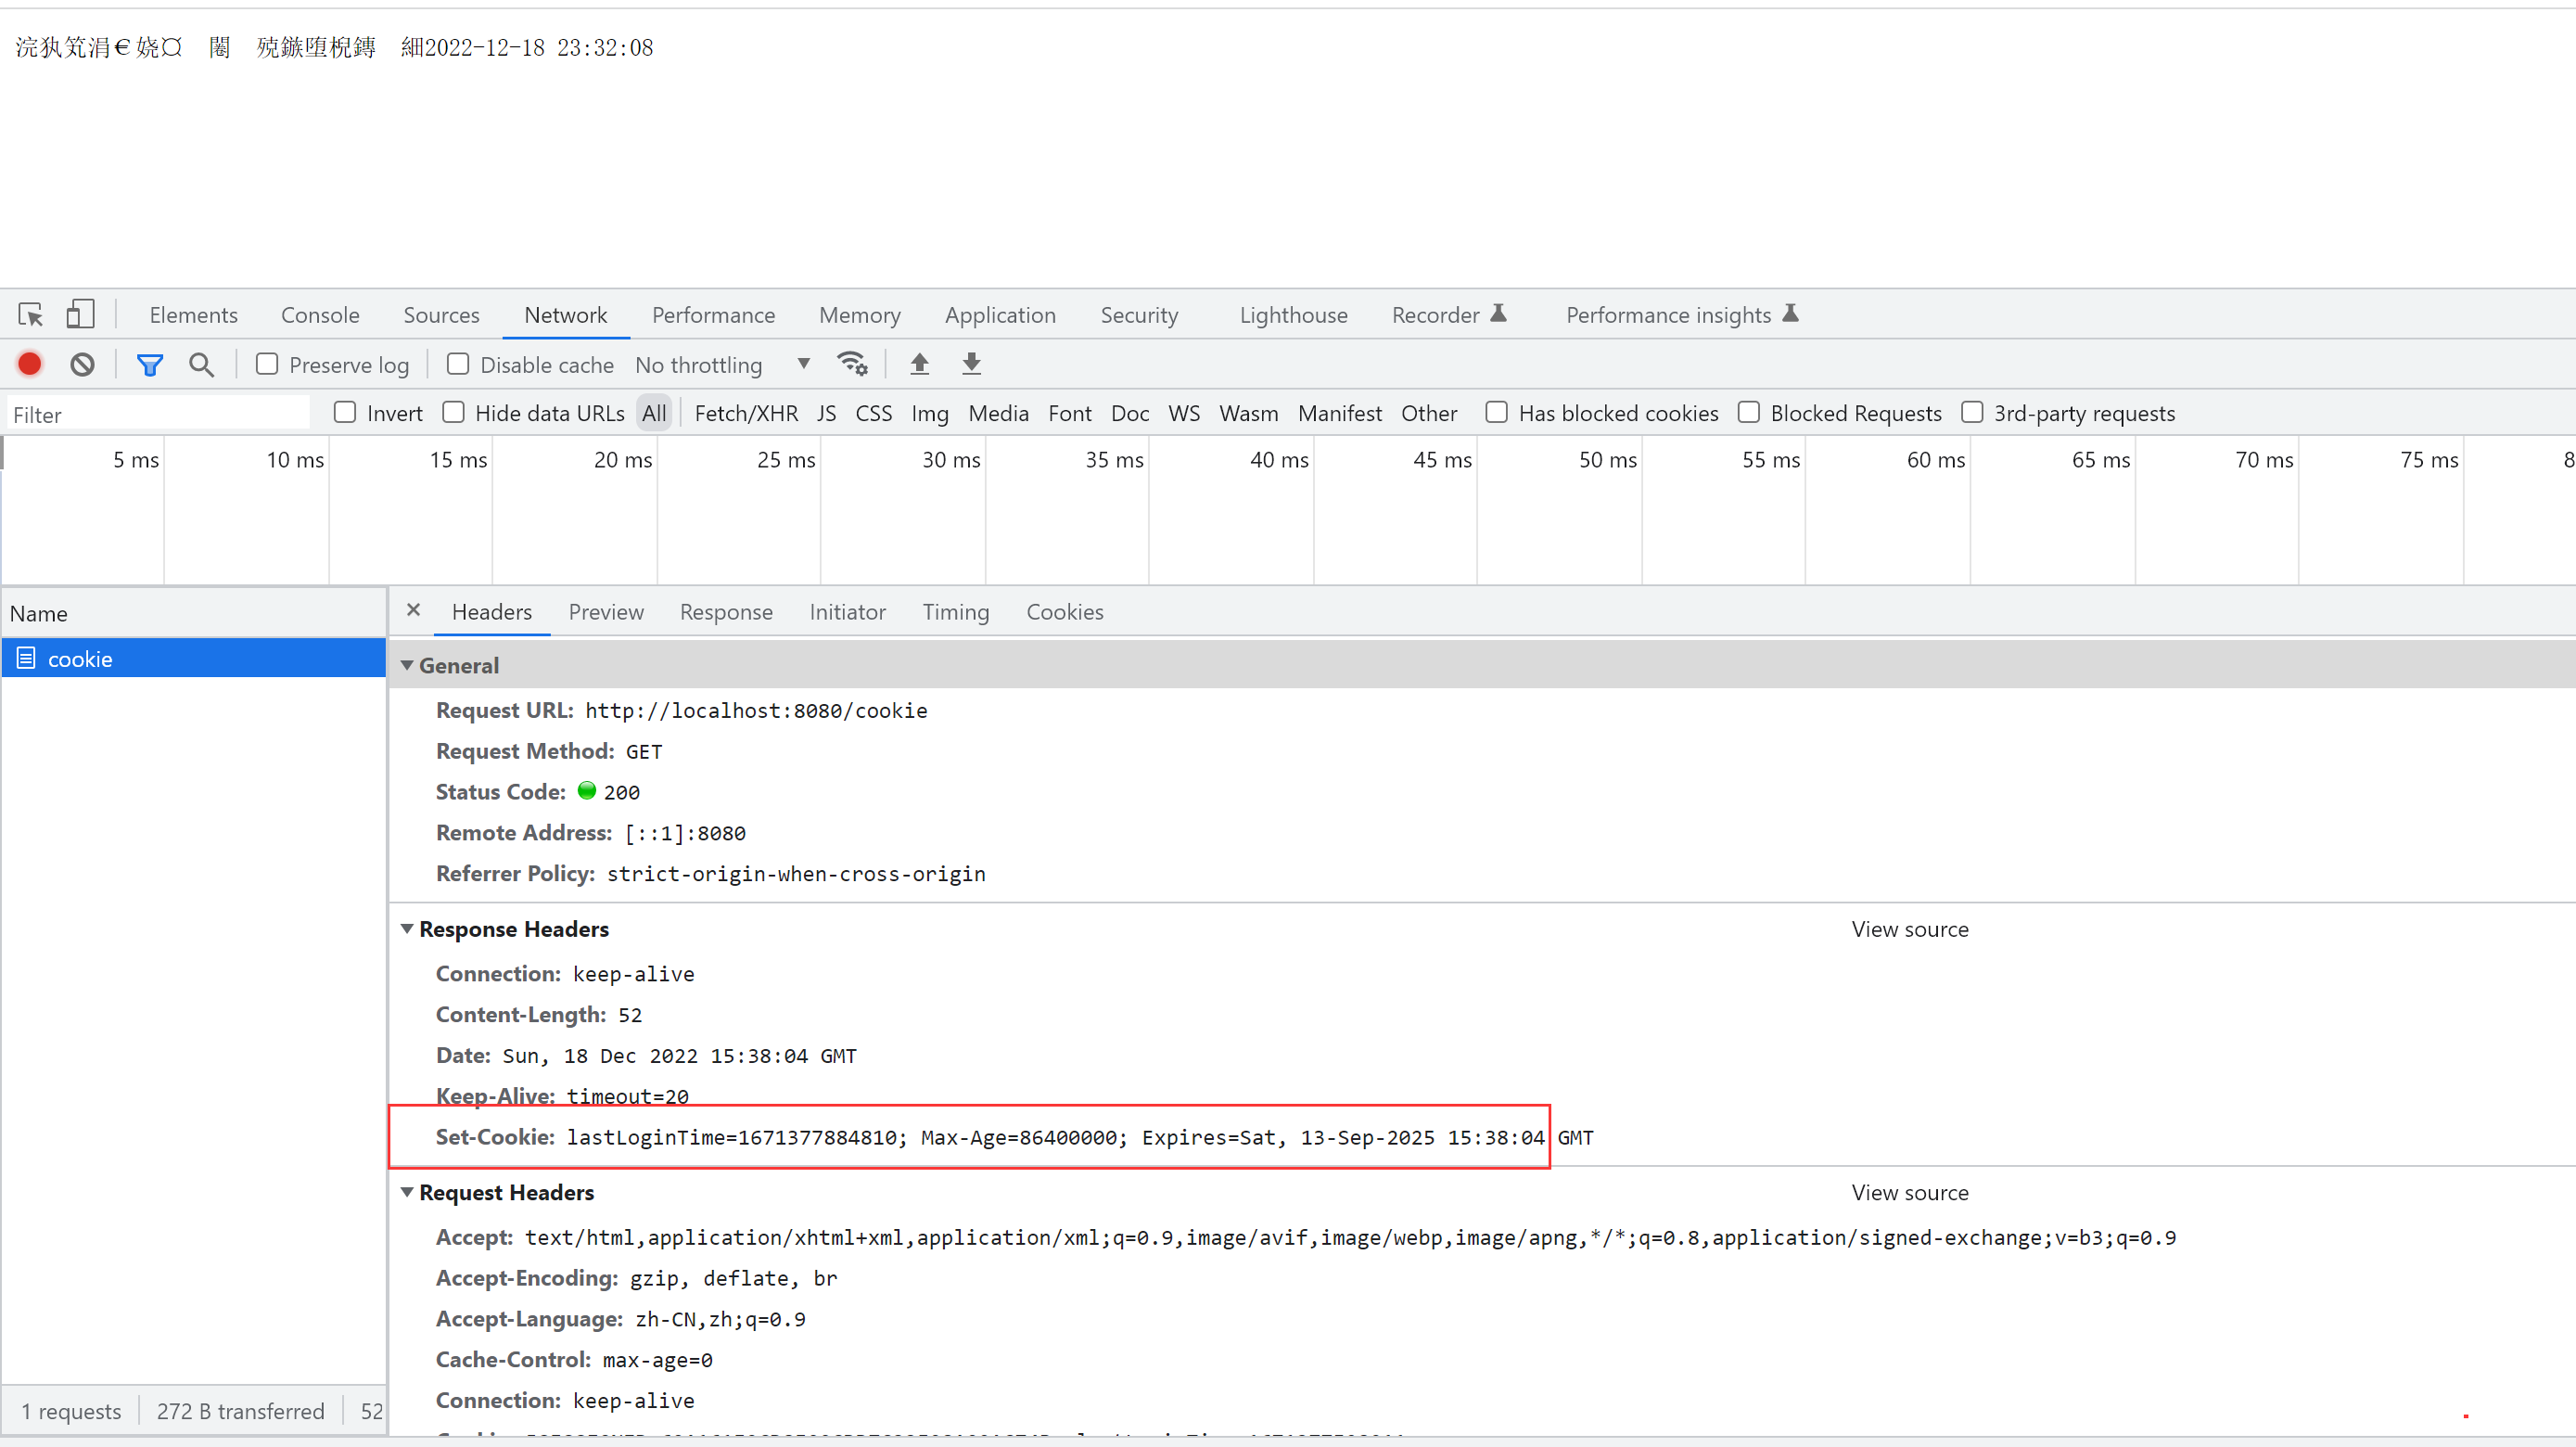 浣犱笂涓€娆¤ 闂 殑鏃堕棿鏄 細2022-12-18 23:32:08
Elements Console Sources Network Performance Memory Application Security Lighthouse Recorder Performance insights
Preserve log Disable cache No throttling
Filter Invert Hide data URLs All Fetch/XHR JS CSS Img Media Font Doc WS Wasm Manifest Other Has blocked cookies Blocked Requests 3rd-party requests
5 ms 10 ms 15 ms 20 ms 25 ms 30 ms 35 ms 40 ms 45 ms 50 ms 55 ms 60 ms 65 ms 70 ms 75 ms 8
Name × Headers Preview Response Initiator Timing Cookies
cookie
General
Request URL: http://localhost:8080/cookie
Request Method: GET
Status Code: 200
Remote Address: [::1]:8080
Referrer Policy: strict-origin-when-cross-origin
Response Headers View source
Connection: keep-alive
Content-Length: 52
Date: Sun, 18 Dec 2022 15:38:04 GMT
Keep-Alive: timeout=20
Set-Cookie: lastLoginTime=1671377884810; Max-Age=86400000; Expires=Sat, 13-Sep-2025 15:38:04 GMT
Request Headers View source
Accept: text/html,application/xhtml+xml,application/xml;q=0.9,image/avif,image/webp,image/apng,*/*;q=0.8,application/signed-exchange;v=b3;q=0.9
Accept-Encoding: gzip, deflate, br
Accept-Language: zh-CN,zh;q=0.9
Cache-Control: max-age=0
Connection: keep-alive
1 requests 272 B transferred 52